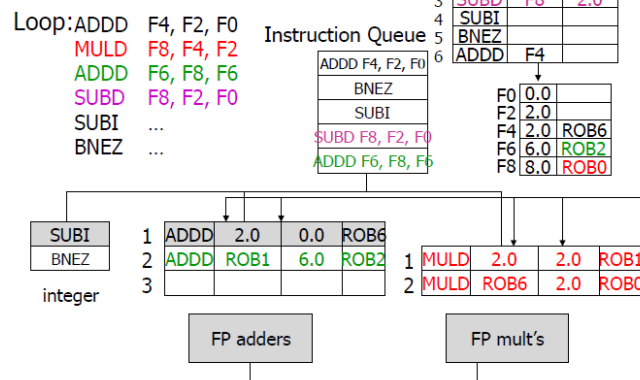 3 SUBD F8 2.0
4 SUBI
5 BNEZ
6 ADDD F4
Loop: ADDD F4, F2, F0
MULD F8, F4, F2
ADDD F6, F8, F6
SUBD F8, F2, F0
SUBI ...
BNEZ ...
Instruction Queue
ADDD F4, F2, F0
BNEZ
SUBI
SUBD F8, F2, F0
ADDD F6, F8, F6
F0 0.0
F2 2.0
F4 2.0 ROB6
F6 6.0 ROB2
F8 8.0 ROB0
SUBI
BNEZ
integer
1 ADDD 2.0 0.0 ROB6
2 ADDD ROB1 6.0 ROB2
3
1 MULD 2.0 2.0 ROB1
2 MULD ROB6 2.0 ROB0
FP adders
FP mult's